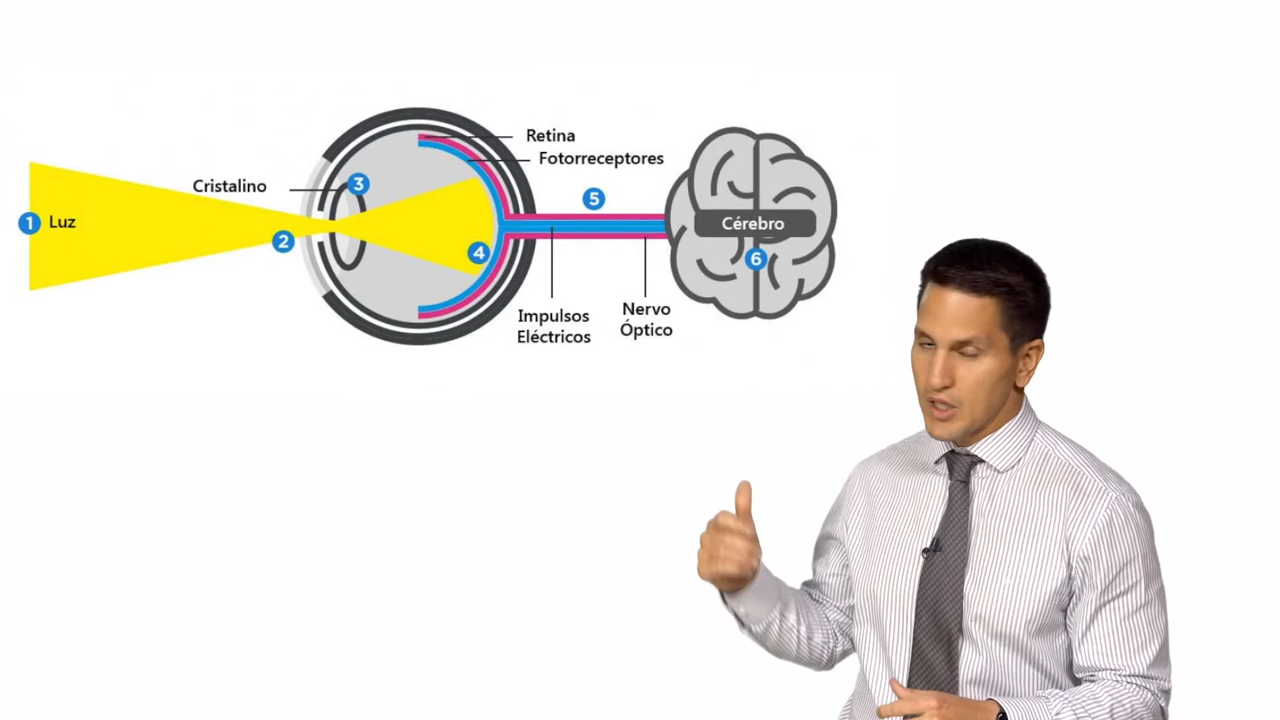 Retina
Fotorreceptores
Cristalino
3
5
1 Luz
Cérebro
2
4
6
Impulsos
Eléctricos
Nervo
Óptico